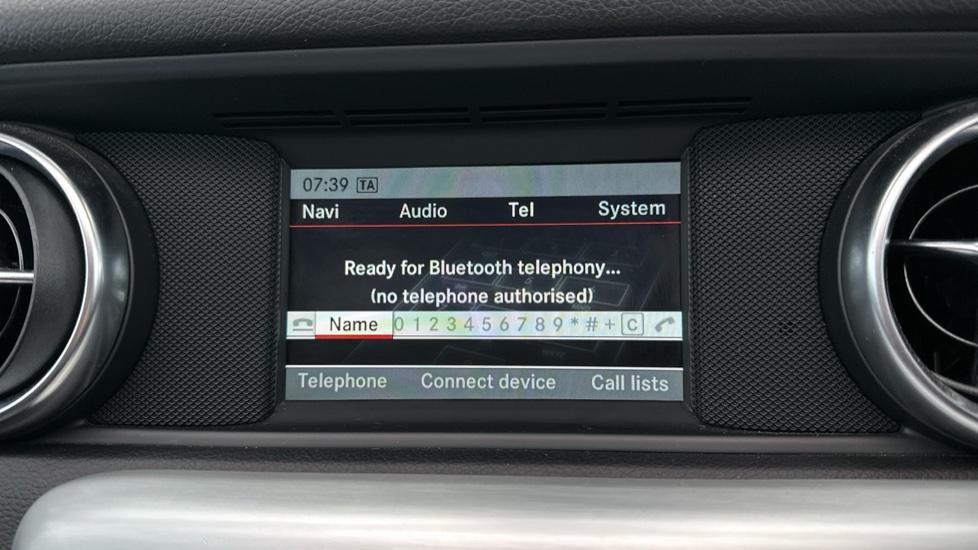 07:39 TA
Navi Audio Tel System
Ready for Bluetooth telephony...
(no telephone authorised)
Name 0 1 2 3 4 5 6 7 8 9 * # + C
Telephone Connect device Call lists